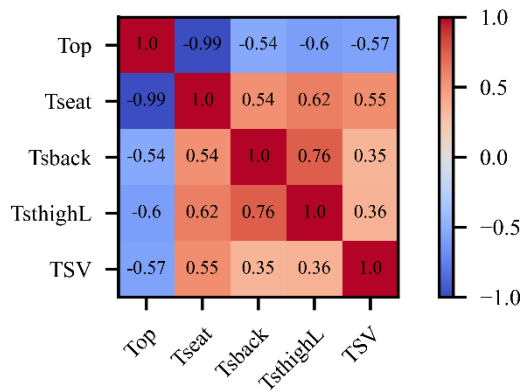 Top 1.0 -0.99 -0.54 -0.6 -0.57
Tseat -0.99 1.0 0.54 0.62 0.55
Tsback -0.54 0.54 1.0 0.76 0.35
TsthighL -0.6 0.62 0.76 1.0 0.36
TSV -0.57 0.55 0.35 0.36 1.0
Top Tseat Tsback TsthighL TSV
1.0
0.5
0.0
−0.5
−1.0